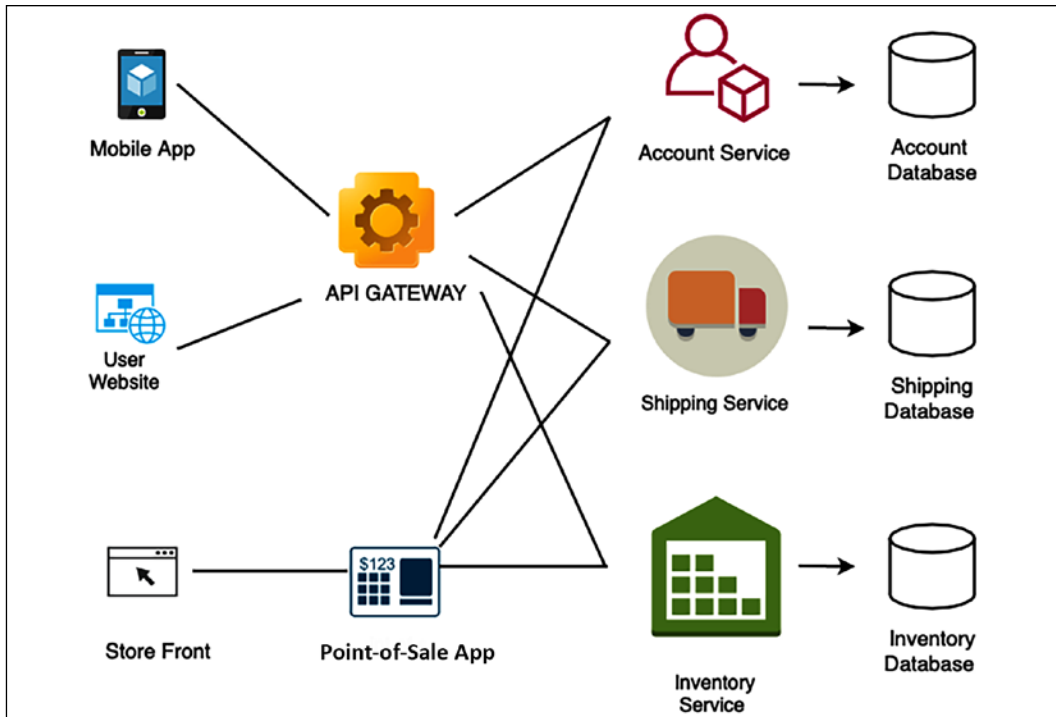 Mobile App
API GATEWAY
Account Service
Account
Database
User
Website
Shipping Service
Shipping
Database
Store Front
$123
Point-of-Sale App
Inventory
Service
Inventory
Database